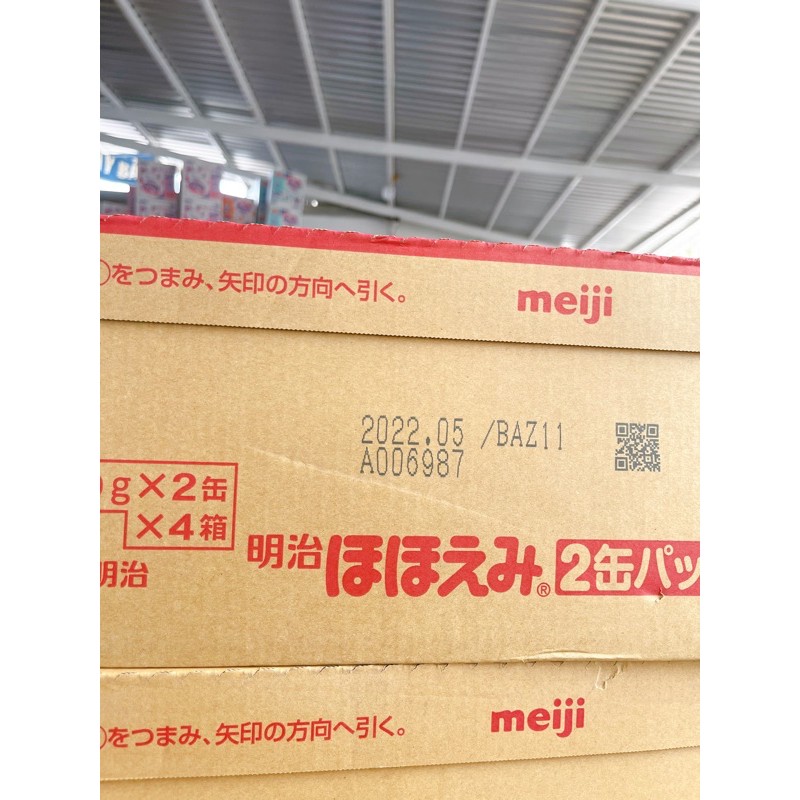 をつまみ、矢印の方向へ引く。
meiji
2022.05 /BAZ11
A006987
g×2缶
×4箱
明治
明治 ほほえみ® 2缶パッ
をつまみ、矢印の方向へ引く。
meiji